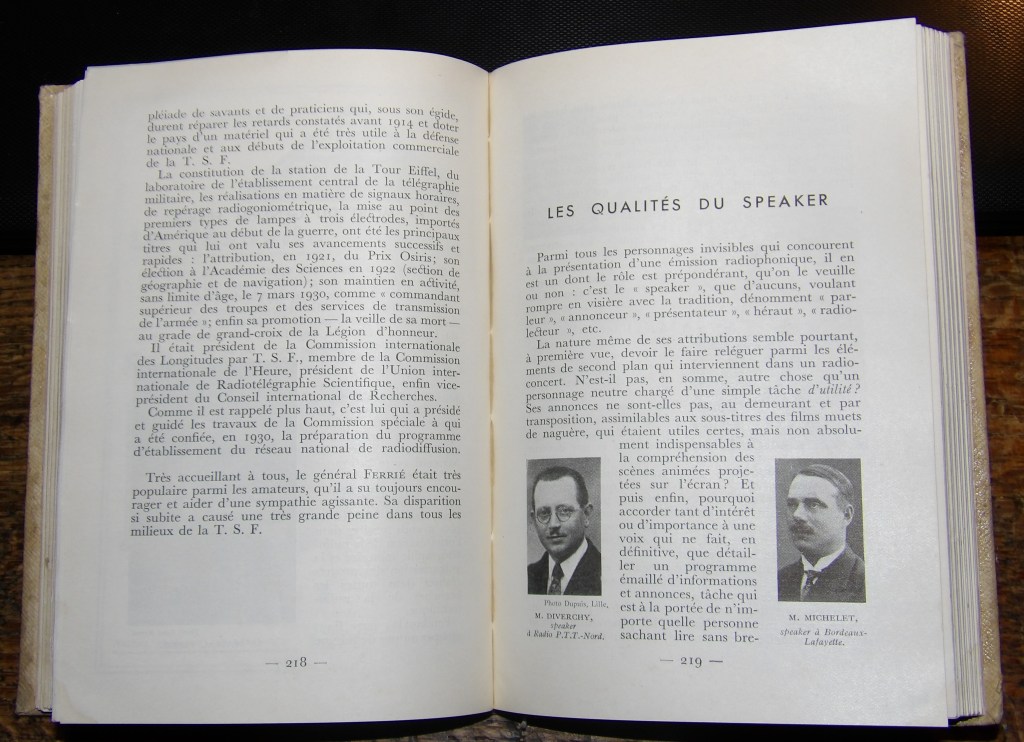 pléiade de savants et de praticiens qui, sous son égide,
durent réparer les retards constatés avant 1914 et doter
le pays d'un matériel qui a été très utile à la défense
nationale et aux débuts de l'exploitation commerciale
de la T. S. F.
La constitution de la station de la Tour Eiffel, du
laboratoire de l'établissement central de la télégraphie
militaire, les réalisations en matière de signaux horaires,
de repérage radiogoniométrique, la mise au point des
premiers types de lampes à trois électrodes, importés
d'Amérique au début de la guerre, ont été les principaux
titres qui lui ont valu ses avancements successifs et
rapides : l'attribution, en 1921, du Prix Osiris; son
élection à l'Académie des Sciences en 1922 (section de
géographie et de navigation); son maintien en activité,
sans limite d'âge, le 7 mars 1930, comme « commandant
supérieur des troupes et des services de transmission
de l'armée »; enfin sa promotion — la veille de sa mort —
au grade de grand-croix de la Légion d'honneur.
Il était président de la Commission internationale
des Longitudes par T. S. F., membre de la Commission
internationale de l'Heure, président de l'Union inter-
nationale de Radiotélégraphie Scientifique, enfin vice-
président du Conseil international de Recherches.
Comme il est rappelé plus haut, c'est lui qui a présidé
et guidé les travaux de la Commission spéciale à qui
a été confiée, en 1930, la préparation du programme
d'établissement du réseau national de radiodiffusion.
Très accueillant à tous, le général FERRIÉ était très
populaire parmi les amateurs, qu'il a su toujours encou-
rager et aider d'une sympathie agissante. Sa disparition
si subite a causé une très grande peine dans tous les
milieux de la T. S. F.
— 218 —
LES QUALITÉS DU SPEAKER
Parmi tous les personnages invisibles qui concourent
à la présentation d'une émission radiophonique, il en
est un dont le rôle est prépondérant, qu'on le veuille
ou non : c'est le « speaker », que d'aucuns, voulant
rompre en visière avec la tradition, dénomment « par-
leur », « annonceur », « présentateur », « héraut », « radio-
lecteur », etc.
La nature même de ses attributions semble pourtant,
à première vue, devoir le faire reléguer parmi les élé-
ments de second plan qui interviennent dans un radio-
concert. N'est-il pas, en somme, autre chose qu'un
personnage neutre chargé d'une simple tâche d'utilité?
Ses annonces ne sont-elles pas, au demeurant et par
transposition, assimilables aux sous-titres des films muets
de naguère, qui étaient utiles certes, mais non absolu-
ment indispensables à
la compréhension des
scènes animées proje-
tées sur l'écran? Et
puis enfin, pourquoi
accorder tant d'intérêt
ou d'importance à une
voix qui ne fait, en
définitive, que détail-
ler un programme
émaillé d'informations
et annonces, tâche qui
est à la portée de n'im-
porte quelle personne
sachant lire sans bre-
Photo Dupuis, Lille,
M. DIVERCHY,
speaker
à Radio P.T.T.-Nord.
M. MICHELET,
speaker à Bordeaux-
Lafayette.
— 219 —